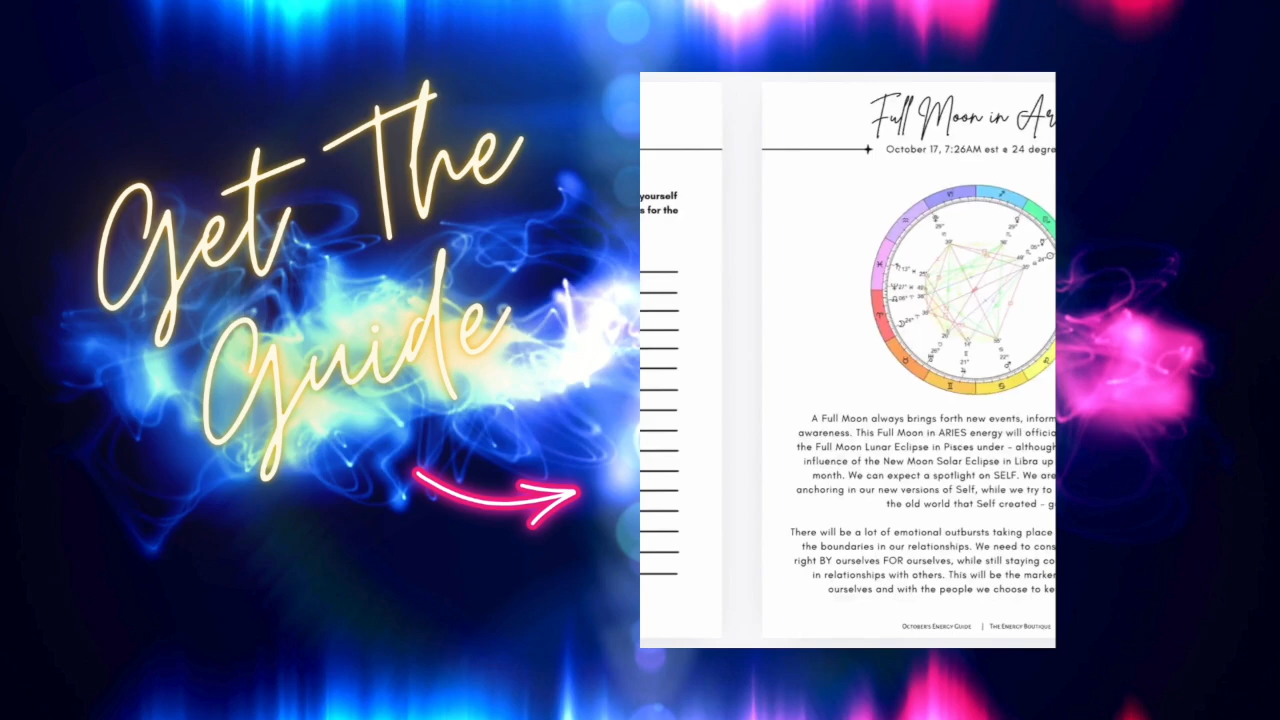 Get The
Guide
yourself
s for the
Full Moon in Ar
October 17, 7:26AM est @ 24 degre
A Full Moon always brings forth new events, inform
awareness. This Full Moon in ARIES energy will officia
the Full Moon Lunar Eclipse in Pisces under - although
influence of the New Moon Solar Eclipse in Libra up
month. We can expect a spotlight on SELF. We are
anchoring in our new versions of Self, while we try to
the old world that Self created - g
There will be a lot of emotional outbursts taking place
the boundaries in our relationships. We need to cons
right BY ourselves FOR ourselves, while still staying co
in relationships with others. This will be the marker
ourselves and with the people we choose to ke
October's Energy Guide | The Energy Boutique